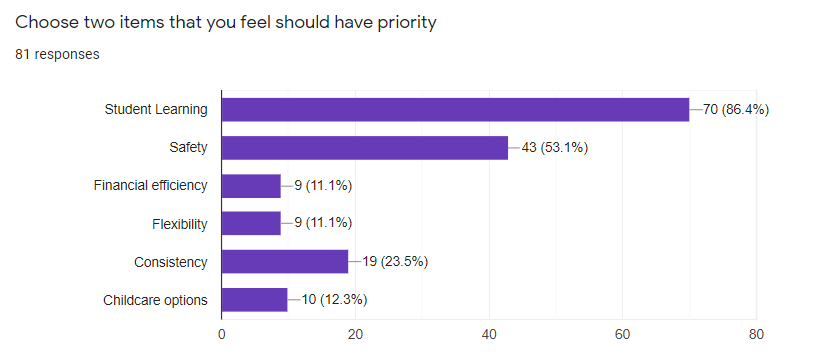 Choose two items that you feel should have priority
81 responses
Student Learning
70 (86.4%)
Safety
43 (53.1%)
Financial efficiency
9 (11.1%)
Flexibility
9 (11.1%)
Consistency
19 (23.5%)
Childcare options
10 (12.3%)
0
20
40
60
80